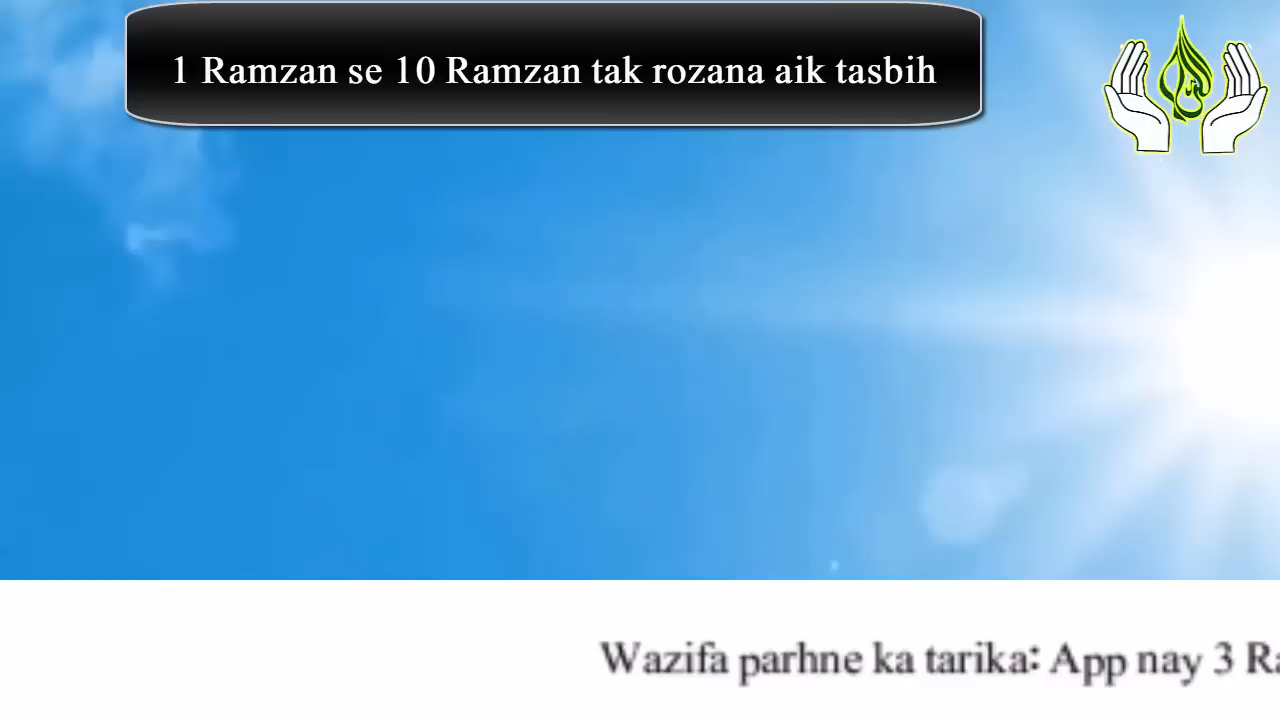 1 Ramzan se 10 Ramzan tak rozana aik tasbih
Wazifa parhne ka tarika: App nay 3